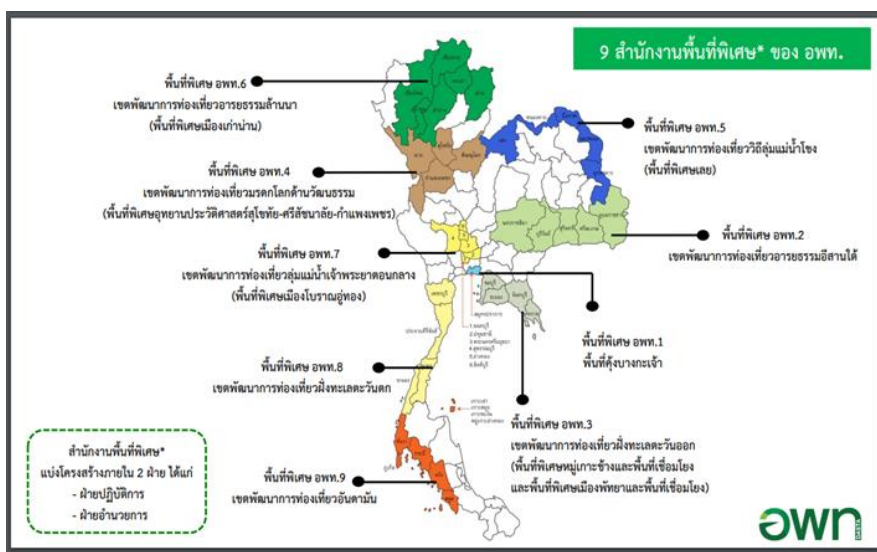 9 สำนักงานพื้นที่พิเศษ* ของ อพท.
พื้นที่พิเศษ อพท.6
เขตพัฒนาการท่องเที่ยวอารยธรรมล้านนา
(พื้นที่พิเศษเมืองเก่าน่าน)
พื้นที่พิเศษ อพท.5
เขตพัฒนาการท่องเที่ยววิถีลุ่มแม่น้ำโขง
(พื้นที่พิเศษเลย)
พื้นที่พิเศษ อพท.4
เขตพัฒนาการท่องเที่ยวมรดกโลกด้านวัฒนธรรม
(พื้นที่พิเศษอุทยานประวัติศาสตร์สุโขทัย-ศรีสัชนาลัย-กำแพงเพชร)
พื้นที่พิเศษ อพท.2
เขตพัฒนาการท่องเที่ยวอารยธรรมอีสานใต้
พื้นที่พิเศษ อพท.7
เขตพัฒนาการท่องเที่ยวลุ่มแม่น้ำเจ้าพระยาตอนกลาง
(พื้นที่พิเศษเมืองโบราณอู่ทอง)
พื้นที่พิเศษ อพท.1
พื้นที่คุ้งบางกะเจ้า
พื้นที่พิเศษ อพท.8
เขตพัฒนาการท่องเที่ยวฝั่งทะเลตะวันตก
พื้นที่พิเศษ อพท.3
เขตพัฒนาการท่องเที่ยวฝั่งทะเลตะวันออก
(พื้นที่พิเศษหมู่เกาะช้างและพื้นที่เชื่อมโยง
และพื้นที่พิเศษเมืองพัทยาและพื้นที่เชื่อมโยง)
พื้นที่พิเศษ อพท.9
เขตพัฒนาการท่องเที่ยวอันดามัน
สำนักงานพื้นที่พิเศษ*
แบ่งโครงสร้างภายใน 2 ฝ่าย ได้แก่
- ฝ่ายปฏิบัติการ
- ฝ่ายอำนวยการ
อพท
DASTA